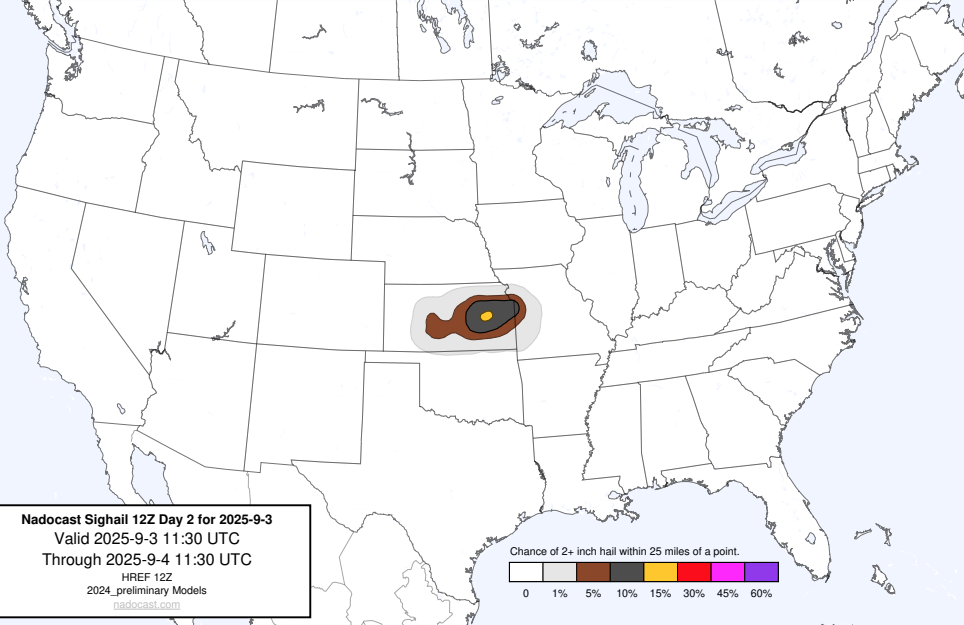 Nadocast Sighail 12Z Day 2 for 2025-9-3
Valid 2025-9-3 11:30 UTC
Through 2025-9-4 11:30 UTC
HREF 12Z
2024_preliminary Models
nadocast.com
Chance of 2+ inch hail within 25 miles of a point.
0 1% 5% 10% 15% 30% 45% 60%